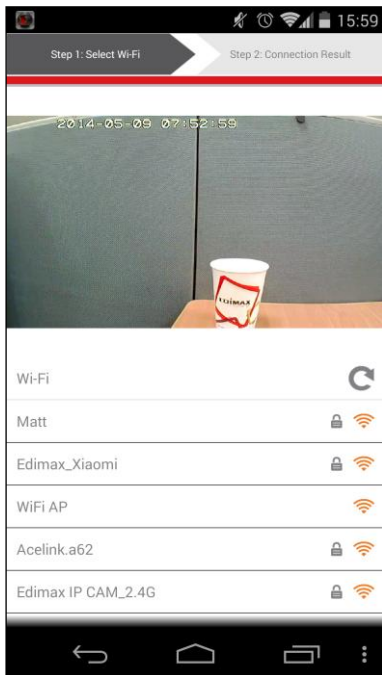 15:59
Step 1: Select Wi-Fi
Step 2: Connection Result
2014-05-09 07:52:59
EDIMAX
Wi-Fi
Matt
Edimax_Xiaomi
WiFi AP
Acelink.a62
Edimax IP CAM_2.4G